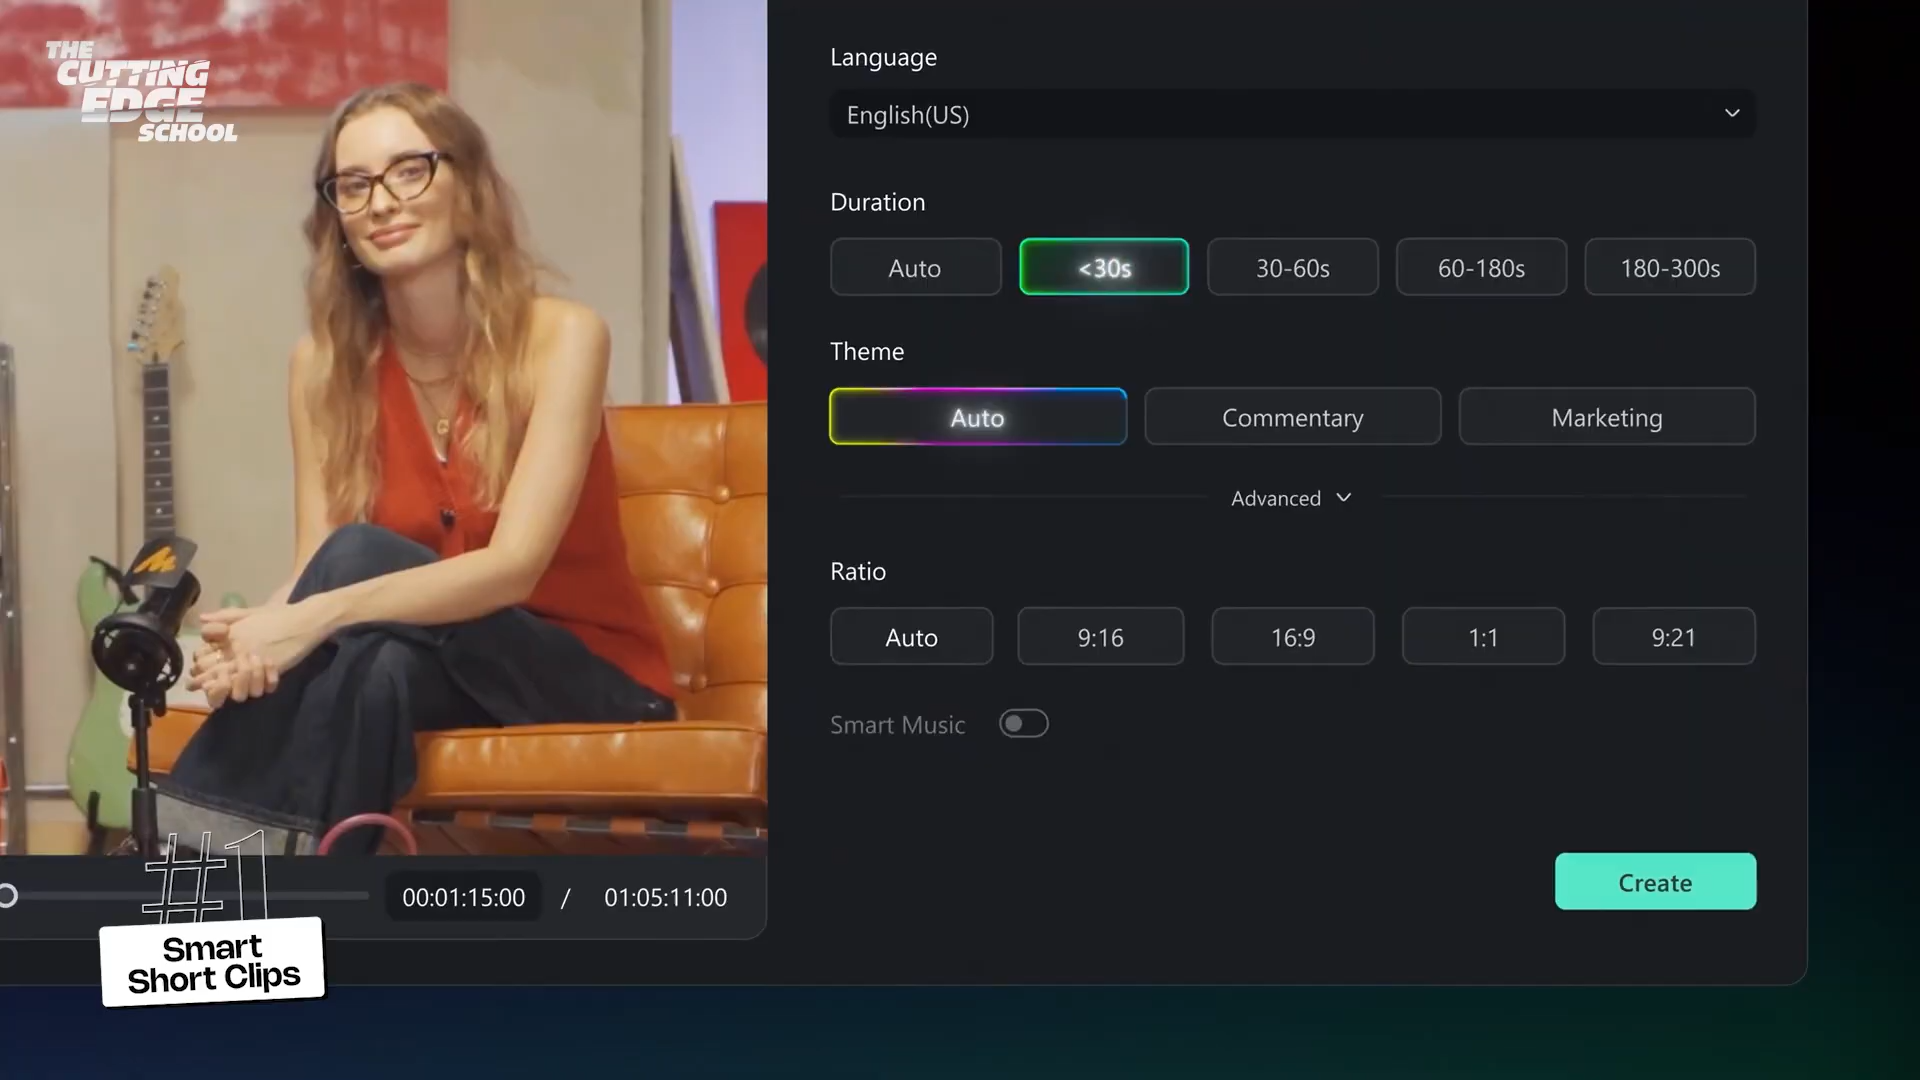 THE
CUTTING
EDGE
SCHOOL
Language
English(US)
Duration
Auto
<30s
30-60s
60-180s
180-300s
Theme
Auto
Commentary
Marketing
Advanced
Ratio
Auto
9:16
16:9
1:1
9:21
Smart Music
00:01:15:00 / 01:05:11:00
Create
#1
Smart
Short Clips